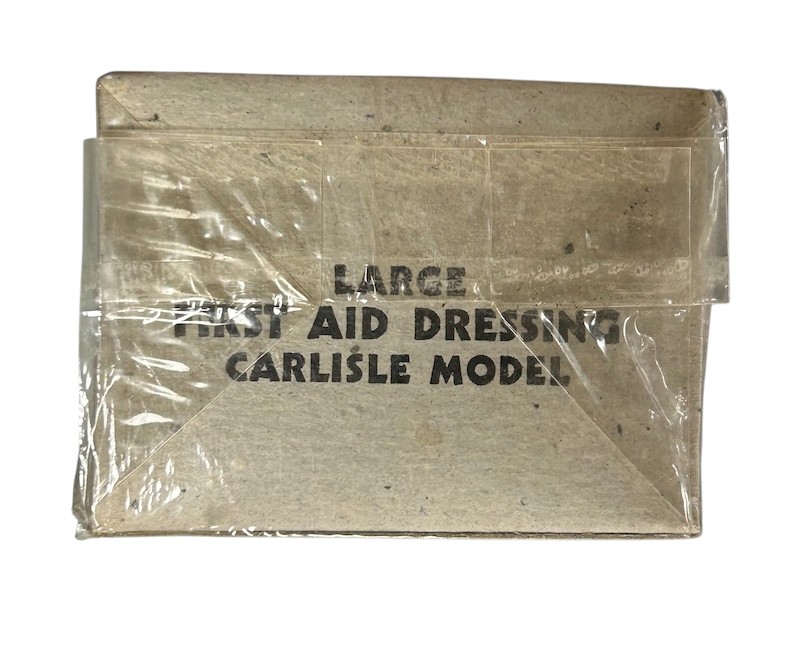 LARGE
FIRST AID DRESSING
CARLISLE MODEL